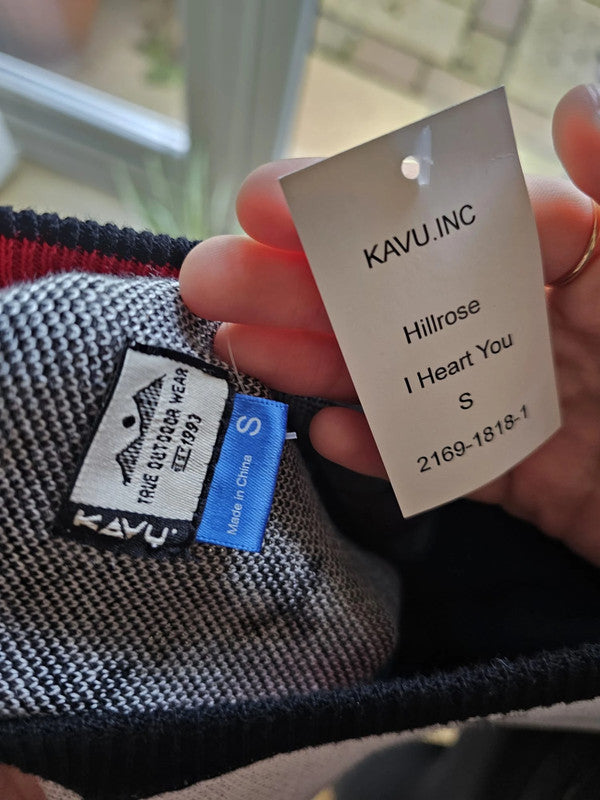 KAVU.INC
Hillrose
I Heart You
S
2169-1818-1
TRUE OUTDOOR WEAR
EST 1993
KAVU
S
Made In China